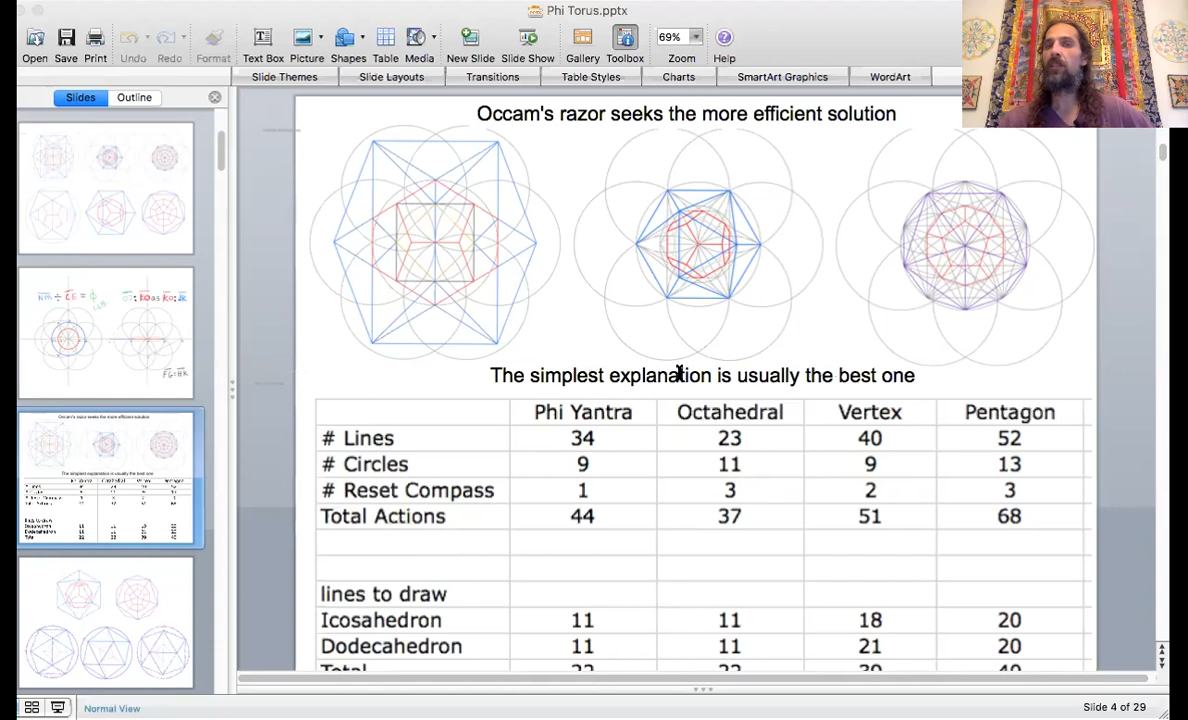 Phi Torus.pptx
Open Save Print Undo Redo Format Text Box Picture Shapes Table Media New Slide Slide Show Gallery Toolbox Zoom Help
69%
Slide Themes Slide Layouts Transitions Table Styles Charts SmartArt Graphics WordArt
Slides Outline
Occam's razor seeks the more efficient solution
The simplest explanation is usually the best one
Phi Yantra Octahedral Vertex Pentagon
# Lines 34 23 40 52
# Circles 9 11 9 13
# Reset Compass 1 3 2 3
Total Actions 44 37 51 68
lines to draw
Icosahedron 11 11 18 20
Dodecahedron 11 11 21 20
Total
Normal View
Slide 4 of 29